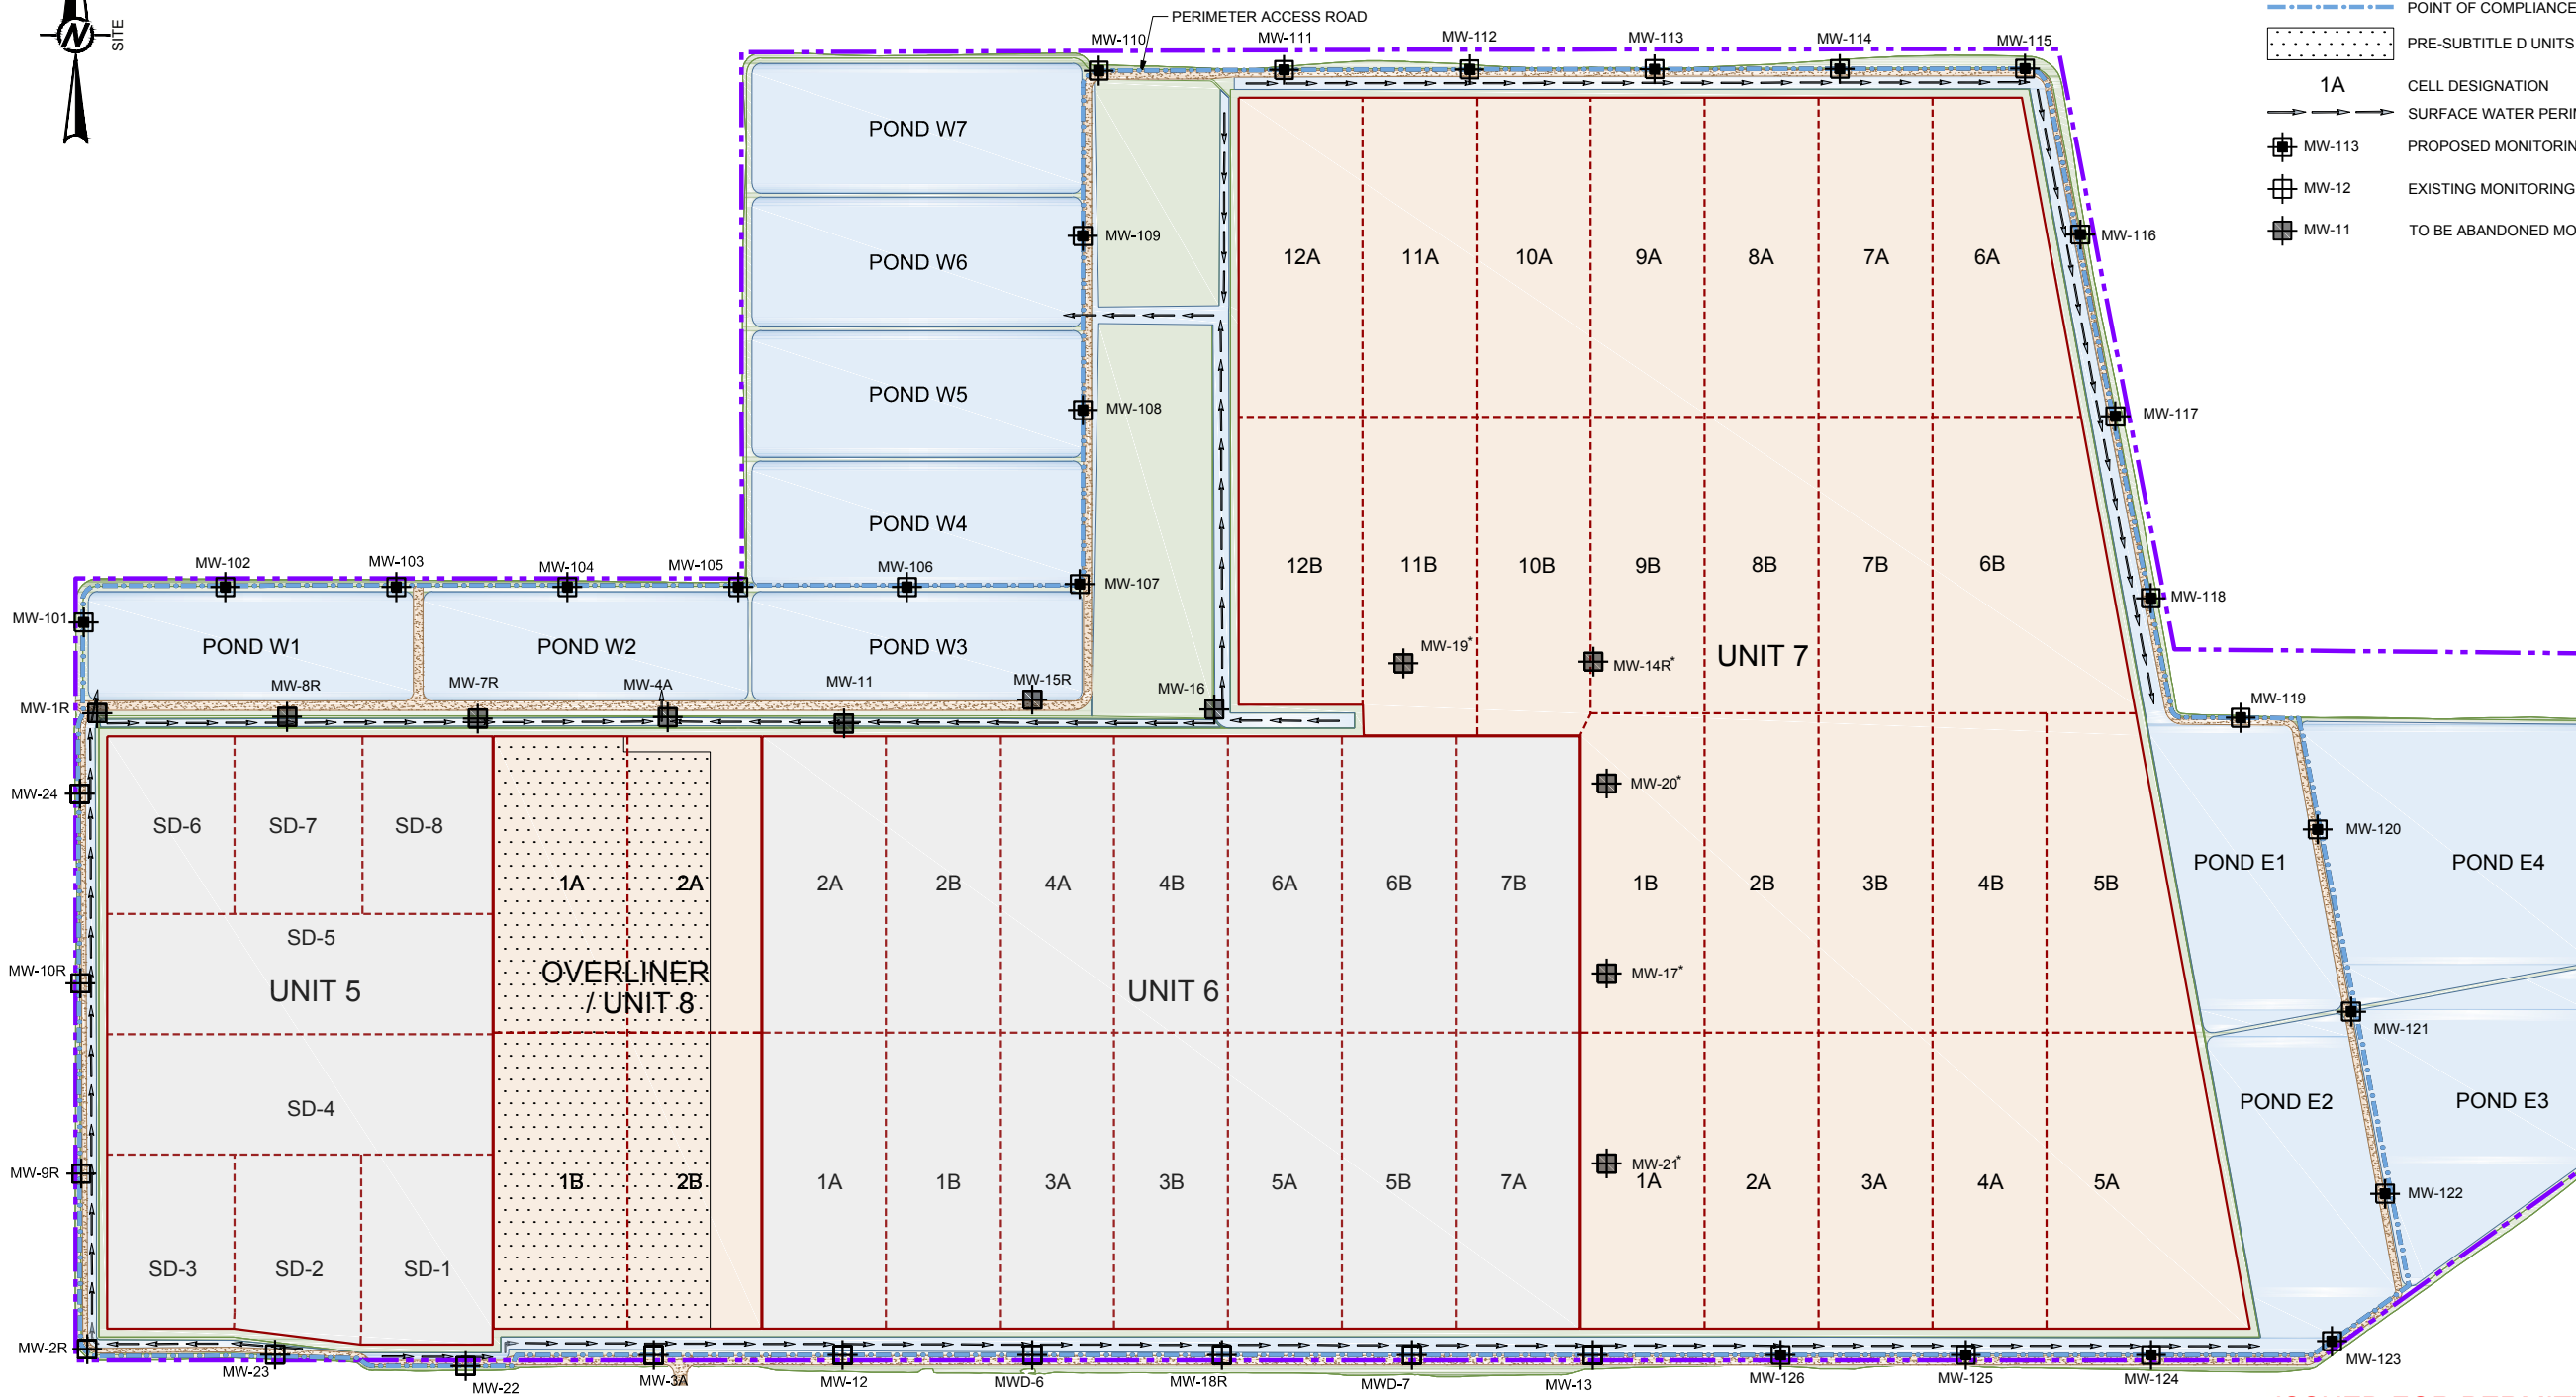 N
SITE
PERIMETER ACCESS ROAD
POINT OF COMPLIANCE
PRE-SUBTITLE D UNITS
1A CELL DESIGNATION
SURFACE WATER
MW-113 PROPOSED
MW-12 EXISTING MONITORING
MW-11 TO BE ABANDONED
MW-110 MW-111 MW-112 MW-113 MW-114 MW-115
POND W7
MW-109
MW-116
POND W6
12A 11A 10A 9A 8A 7A 6A
POND W5
MW-108
MW-117
POND W4
MW-102 MW-103 MW-104 MW-105 MW-106 MW-107
12B 11B 10B 9B 8B 7B 6B
MW-118
MW-101
POND W1 POND W2 POND W3
MW-19* MW-14R* UNIT 7
MW-1R MW-8R MW-7R MW-4A MW-11 MW-15R MW-16
MW-119
MW-24
MW-20*
SD-6 SD-7 SD-8
MW-120
1A 2A 2A 2B 4A 4B 6A 6B 7B 1B 2B 3B 4B 5B
POND E1 POND E4
SD-5
MW-10R
UNIT 5
OVERLINER
/ UNIT 8
UNIT 6
MW-17*
MW-121
SD-4
POND E2 POND E3
MW-9R
MW-21*
1B 2B 1A 1B 3A 3B 5A 5B 7A 1A 2A 3A 4A 5A
MW-122
SD-3 SD-2 SD-1
MW-2R MW-23 MW-22 MW-3A MW-12 MWD-6 MW-18R MWD-7 MW-13 MW-126 MW-125 MW-124 MW-123